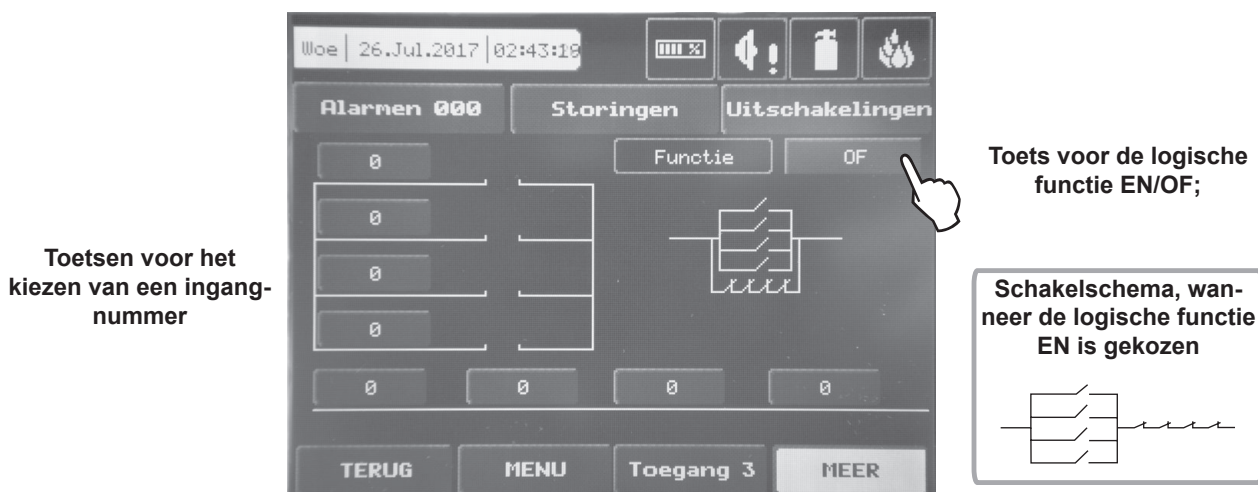 Woe 26.Jul.2017 02:43:19
Alarmen 000 Storingen Uitschakelingen
0 Functie OF
0
0
0
0 0 0 0
TERUG MENU Toegang 3 MEER
Toetsen voor het
kiezen van een ingang-
nummer
Toets voor de logische
functie EN/OF;
Schakelschema, wan-
neer de logische functie
EN is gekozen